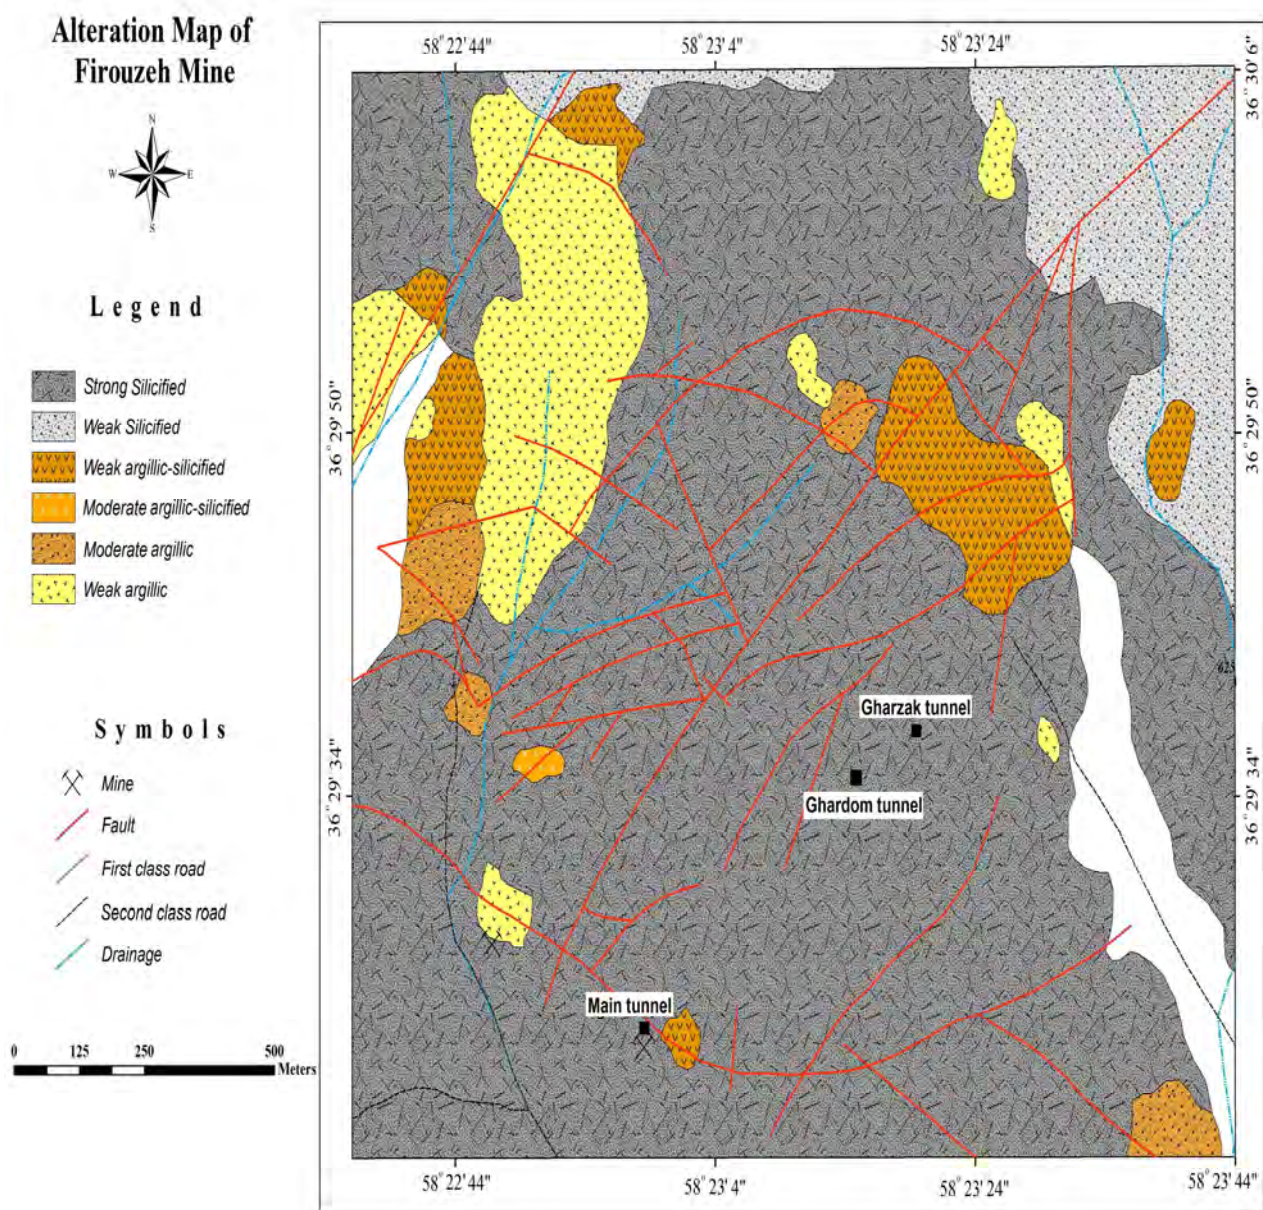 Alteration Map of
Firouzeh Mine
N
W
E
S
Legend
Strong Silicified
Weak Silicified
Weak argillic-silicified
Moderate argillic-silicified
Moderate argillic
Weak argillic
Symbols
Mine
Fault
First class road
Second class road
Drainage
0 125 250 500
Meters
58° 22' 44" 58° 23' 4" 58° 23' 24"
36° 30' 6"
36° 29' 50"
36° 29' 50"
Gharzak tunnel
36° 29' 34"
36° 29' 34"
Ghardom tunnel
Main tunnel
58° 22' 44" 58° 23' 4" 58° 23' 24" 58° 23' 44"